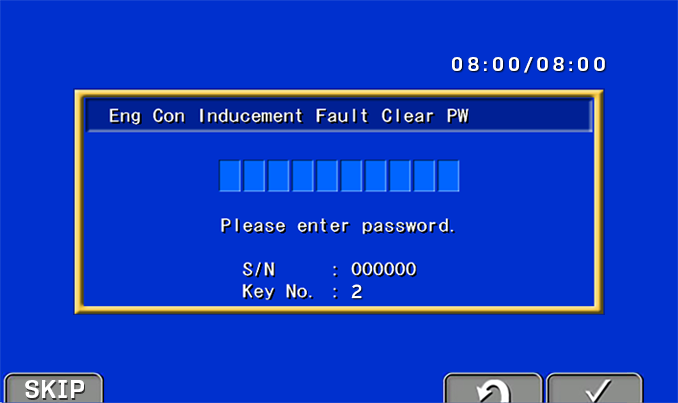 08:00/08:00
Eng Con Inducement Fault Clear PW
Please enter password.
S/N : 000000
Key No. : 2
SKIP